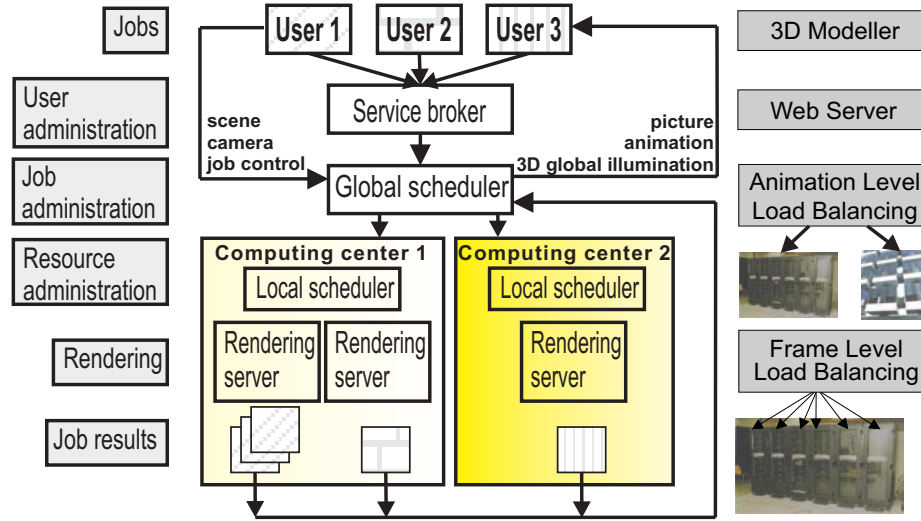 Jobs
User 1
User 2
User 3
3D Modeller
User
administration
Service broker
Web Server
scene
camera
job control
picture
animation
3D global illumination
Job
administration
Global scheduler
Animation Level
Load Balancing
Resource
administration
Computing center 1
Computing center 2
Local scheduler
Local scheduler
Rendering
Rendering
server
Rendering
server
Rendering
server
Frame Level
Load Balancing
Job results